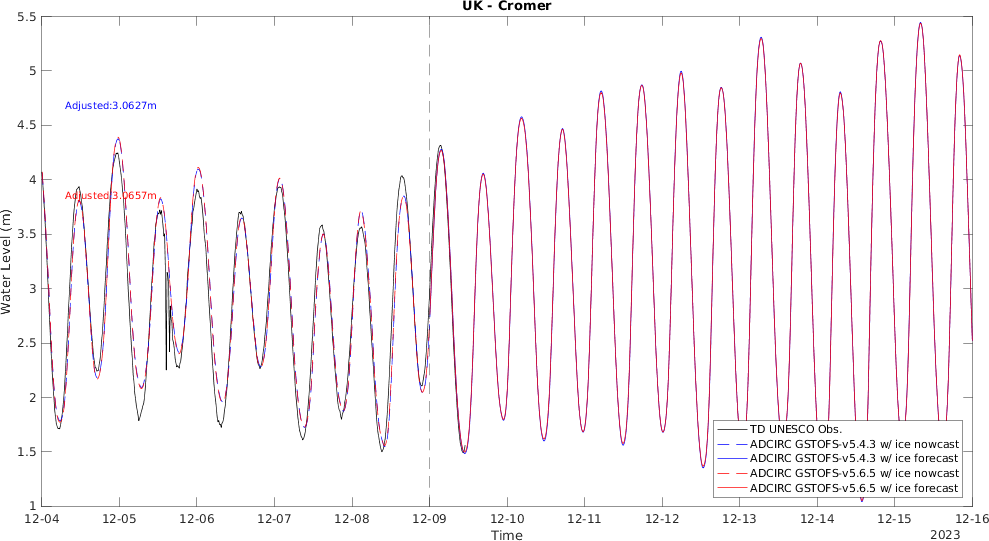 UK - Cromer
5.5
5
4.5
4
3.5
3
2.5
2
1.5
1
Water Level (m)
Adjusted:3.0627m
Adjusted:3.0657m
TD UNESCO Obs.
ADCIRC GSTOFS-v5.4.3 w/ ice nowcast
ADCIRC GSTOFS-v5.4.3 w/ ice forecast
ADCIRC GSTOFS-v5.6.5 w/ ice nowcast
ADCIRC GSTOFS-v5.6.5 w/ ice forecast
12-04 12-05 12-06 12-07 12-08 12-09 12-10 12-11 12-12 12-13 12-14 12-15 12-16
Time
2023